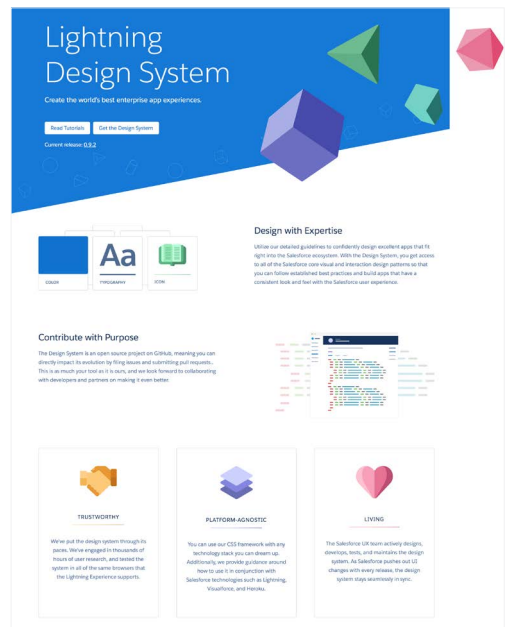 Lightning
Design System
Create the world's best enterprise app experiences.
Read Tutorials
Get the Design System
Current release: 0.9.2
Aa
COLOR
TYPOGRAPHY
ICON
Design with Expertise
Utilise our detailed guidelines to confidently design excellent apps that fit
right into the Salesforce ecosystem. With the Design System, you get access
to all of the Salesforce core visual and interaction design patterns so that
you can follow established best practices and build apps that have a
consistent look and feel with the Salesforce user experience.
Contribute with Purpose
The Design System is an open source project on GitHub, meaning you can
directly impact its evolution by filing issues and submitting pull requests..
This is as much your tool as it is ours, and we look forward to collaborating
with developers and partners on making it even better.
TRUSTWORTHY
We've put the design system through its
paces. We've engaged in thousands of
hours of user research, and tested the
system in all of the same browsers that
the Lightning Experience supports.
PLATFORM-AGNOSTIC
You can use our CSS framework with any
technology stack you can dream up.
Additionally, we provide guidance around
how to use it in conjunction with
Salesforce technologies such as Lightning,
Visualforce, and Heroku.
LIVING
The Salesforce UX team actively designs,
develops, tests, and maintains the design
system. As Salesforce pushes out UI
changes with every release, the design
system stays seamlessly in sync.